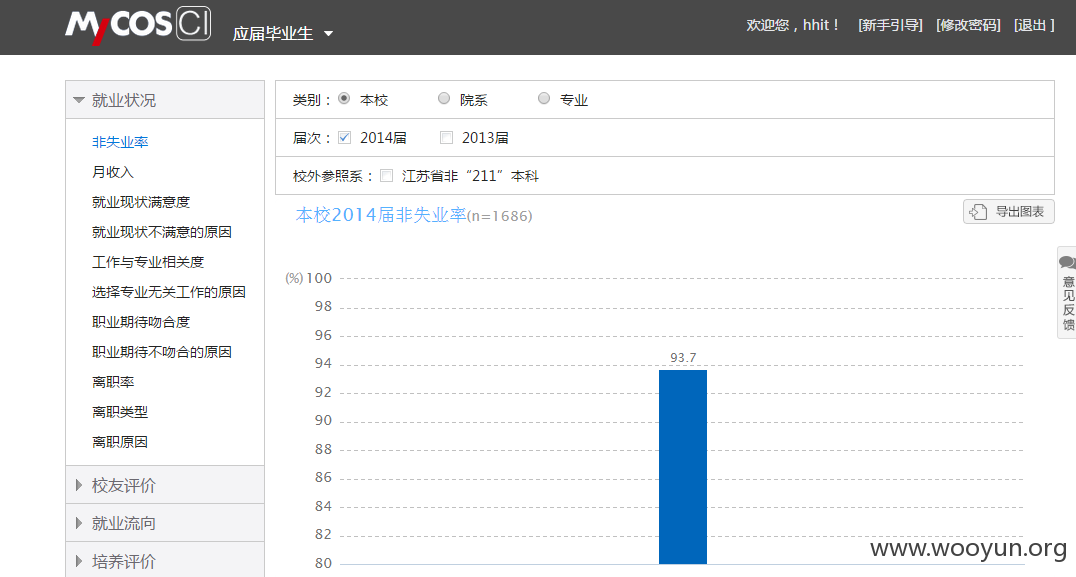 MyCOS CI 应届毕业生 欢迎您，hhit！ [新手引导] [修改密码] [退出]
就业状况
非失业率
月收入
就业现状满意度
就业现状不满意的原因
工作与专业相关度
选择专业无关工作的原因
职业期待吻合度
职业期待不吻合的原因
离职率
离职类型
离职原因
校友评价
就业流向
培养评价
类别： 本校 院系 专业
届次： 2014届 2013届
校外参照系： 江苏省非“211”本科
本校2014届非失业率(n=1686)
导出图表
(%) 100
98
96
94
92
90
88
86
84
82
80
93.7
意见反馈
www.wooyun.org